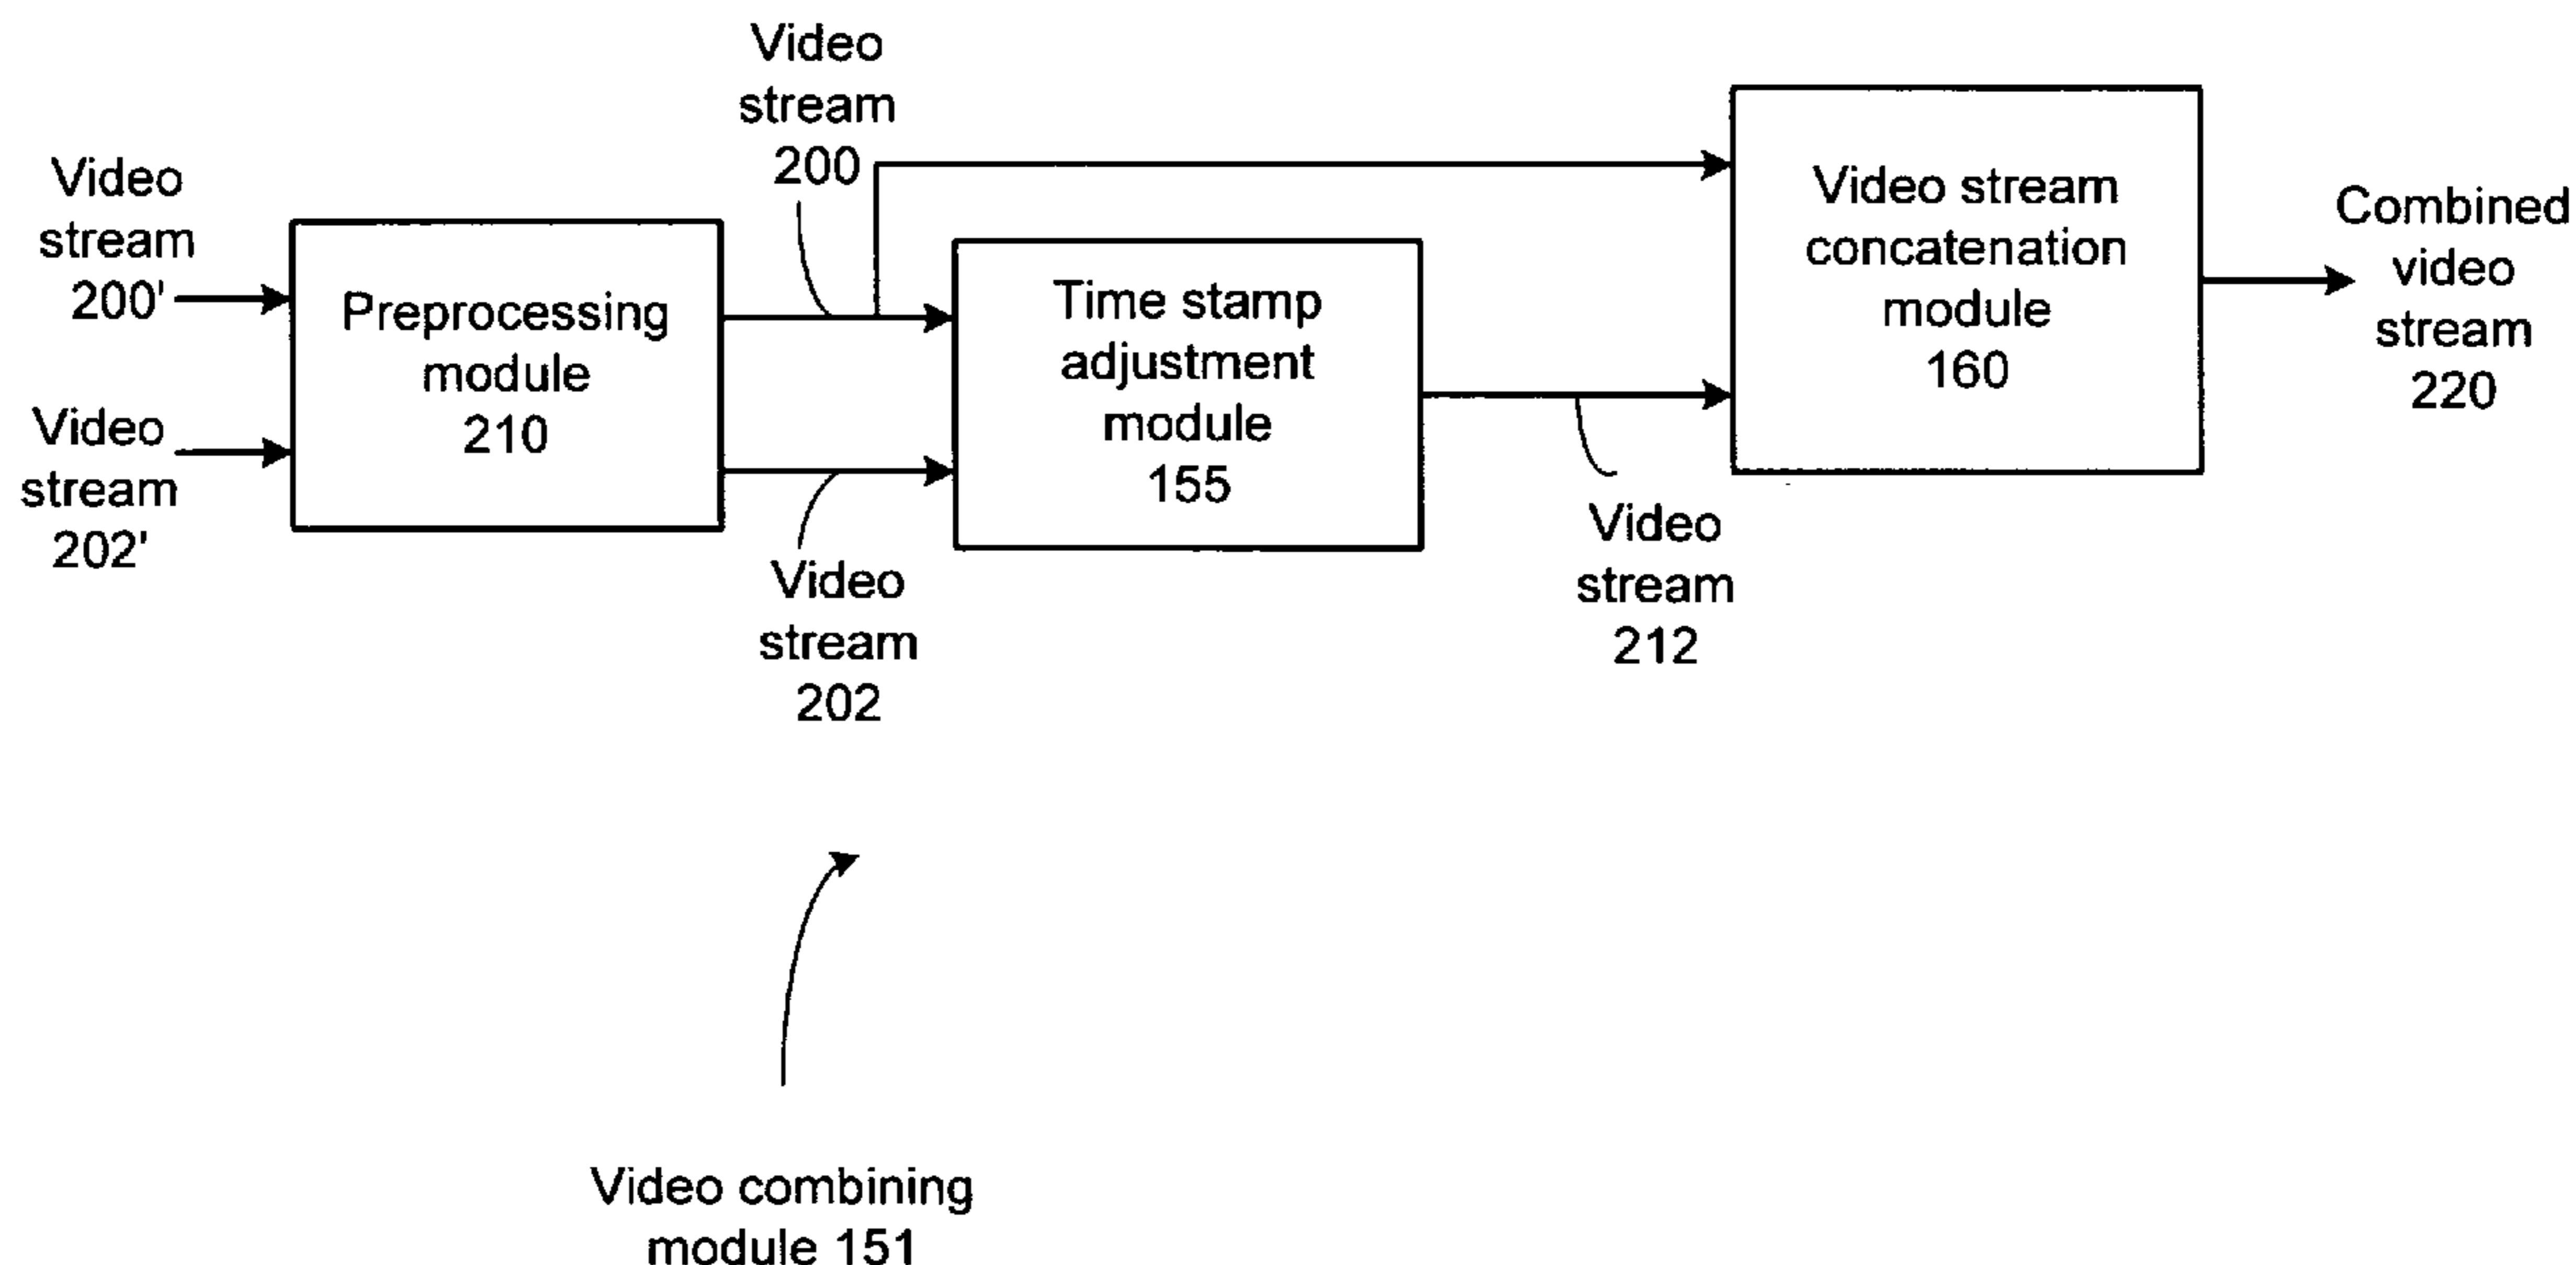 Video
stream
200'
Video
stream
202'
Preprocessing
module
210
Video
stream
200
Video
stream
202
Time stamp
adjustment
module
155
Video
stream
212
Video stream
concatenation
module
160
Combined
video
stream
220
Video combining
module 151